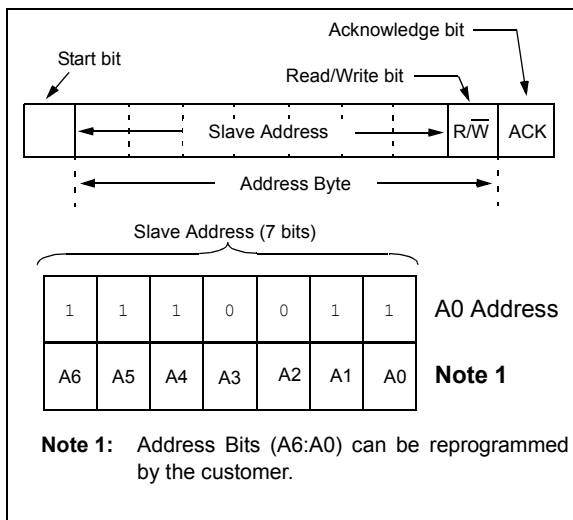 Acknowledge bit
Start bit
Read/Write bit
Slave Address
R/W̅
ACK
Address Byte
Slave Address (7 bits)
1 1 1 0 0 1 1 A0 Address
A6 A5 A4 A3 A2 A1 A0 Note 1
Note 1: Address Bits (A6:A0) can be reprogrammed
by the customer.